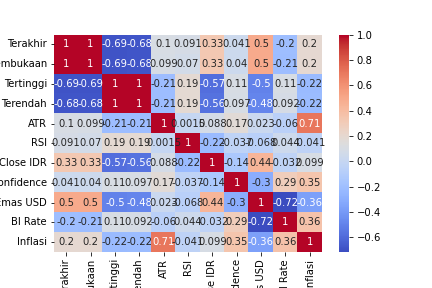 Terakhir 1 1 -0.69 -0.68 0.1 0.091 0.33 0.041 0.5 -0.2 0.2 1.0
mbukaan 1 1 -0.69 -0.68 0.099 0.07 0.33 0.04 0.5 -0.21 0.2 0.8
Tertinggi -0.69 -0.69 1 1 -0.21 0.19 -0.57 0.11 -0.5 0.11 -0.22 0.6
Terendah -0.68 -0.68 1 1 -0.21 0.19 -0.56 0.097 -0.48 0.092 -0.22 0.4
ATR 0.1 0.099 -0.21 -0.21 1 0.0015 0.088 0.17 0.023 -0.06 0.71 0.2
RSI 0.091 0.07 0.19 0.19 0.0015 1 -0.22 -0.037 -0.068 0.044 -0.041
Close IDR 0.33 0.33 -0.57 -0.56 0.088 -0.22 1 -0.14 0.44 0.032 0.099 0.0
onfidence 0.041 0.04 0.11 0.097 0.17 -0.037 -0.14 1 -0.3 0.29 0.35 −0.2
Emas USD 0.5 0.5 -0.5 -0.48 0.023 -0.068 0.44 -0.3 1 -0.72 -0.36
BI Rate -0.2 -0.21 0.11 0.092 -0.06 0.044 0.032 0.29 -0.72 1 0.36 −0.4
Inflasi 0.2 0.2 -0.22 -0.22 0.71 -0.041 0.099 0.35 -0.36 0.36 1 −0.6
rakhir ukaan tinggi endah ATR RSI e IDR dence s USD I Rate Inflasi